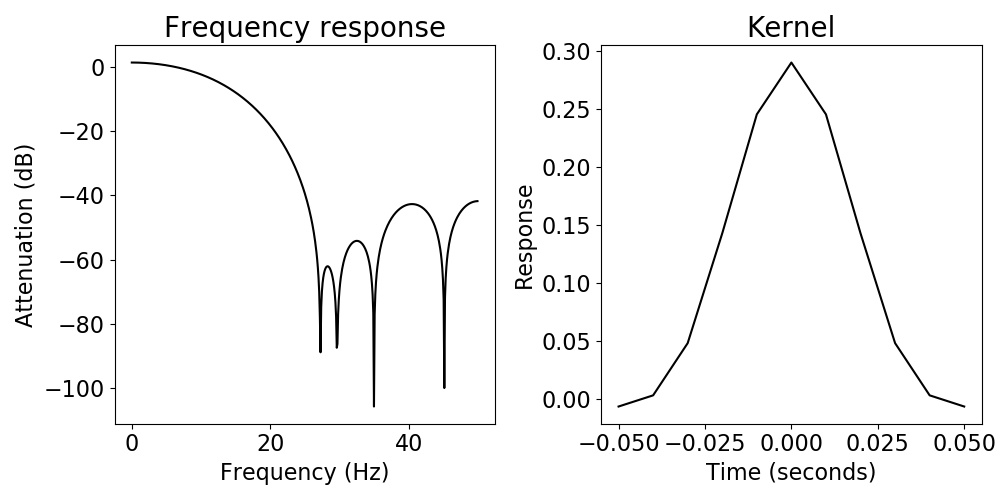 Frequency response
Attenuation (dB)
0
−20
−40
−60
−80
−100
0 20 40
Frequency (Hz)
Kernel
Response
0.30
0.25
0.20
0.15
0.10
0.05
0.00
−0.050 −0.025 0.000 0.025 0.050
Time (seconds)